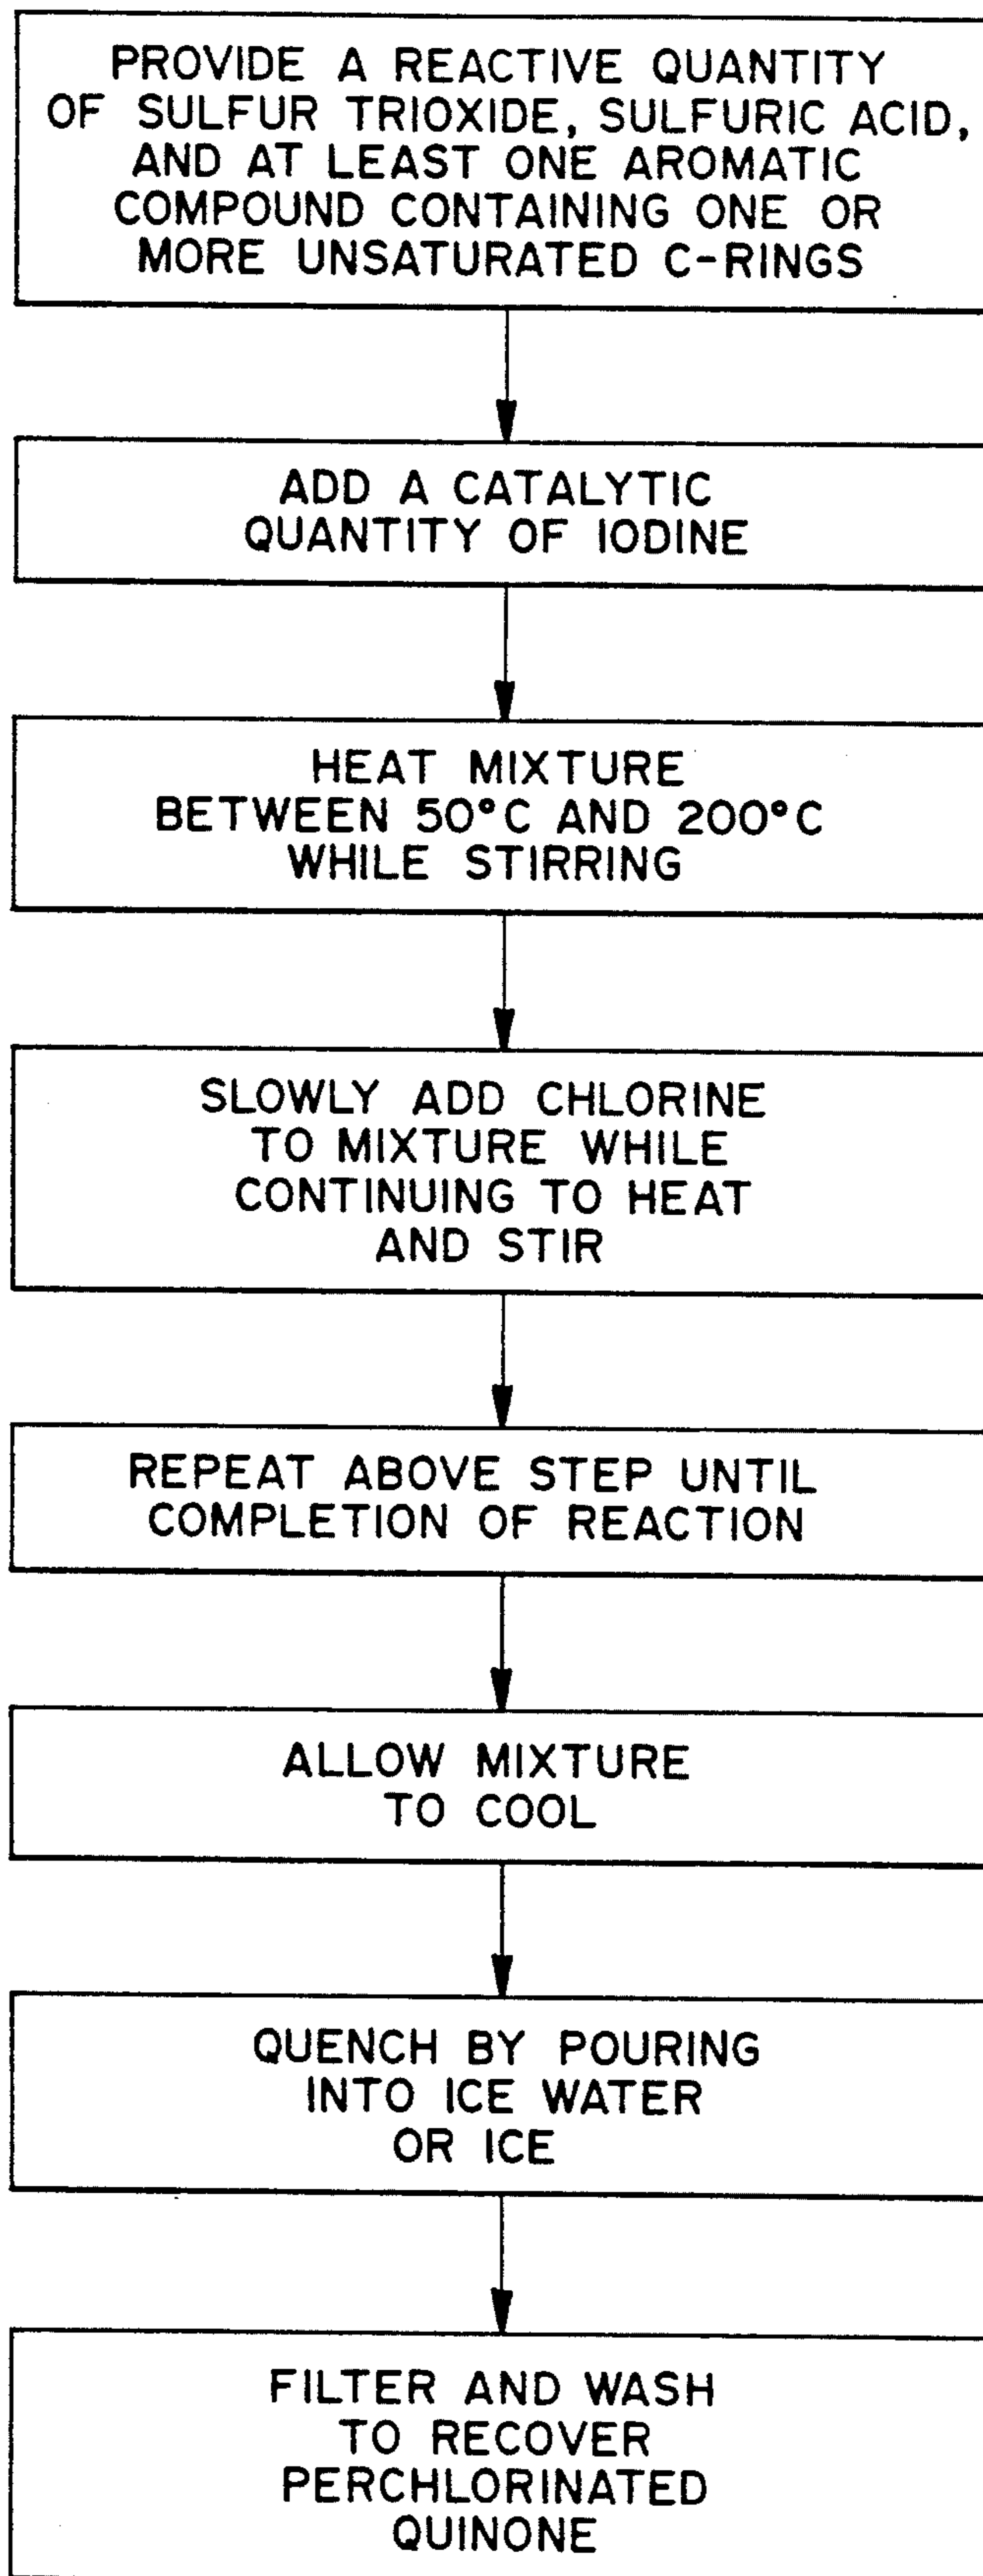 PROVIDE A REACTIVE QUANTITY
OF SULFUR TRIOXIDE, SULFURIC ACID,
AND AT LEAST ONE AROMATIC
COMPOUND CONTAINING ONE OR
MORE UNSATURATED C-RINGS
ADD A CATALYTIC
QUANTITY OF IODINE
HEAT MIXTURE
BETWEEN 50°C AND 200°C
WHILE STIRRING
SLOWLY ADD CHLORINE
TO MIXTURE WHILE
CONTINUING TO HEAT
AND STIR
REPEAT ABOVE STEP UNTIL
COMPLETION OF REACTION
ALLOW MIXTURE
TO COOL
QUENCH BY POURING
INTO ICE WATER
OR ICE
FILTER AND WASH
TO RECOVER
PERCHLORINATED
QUINONE